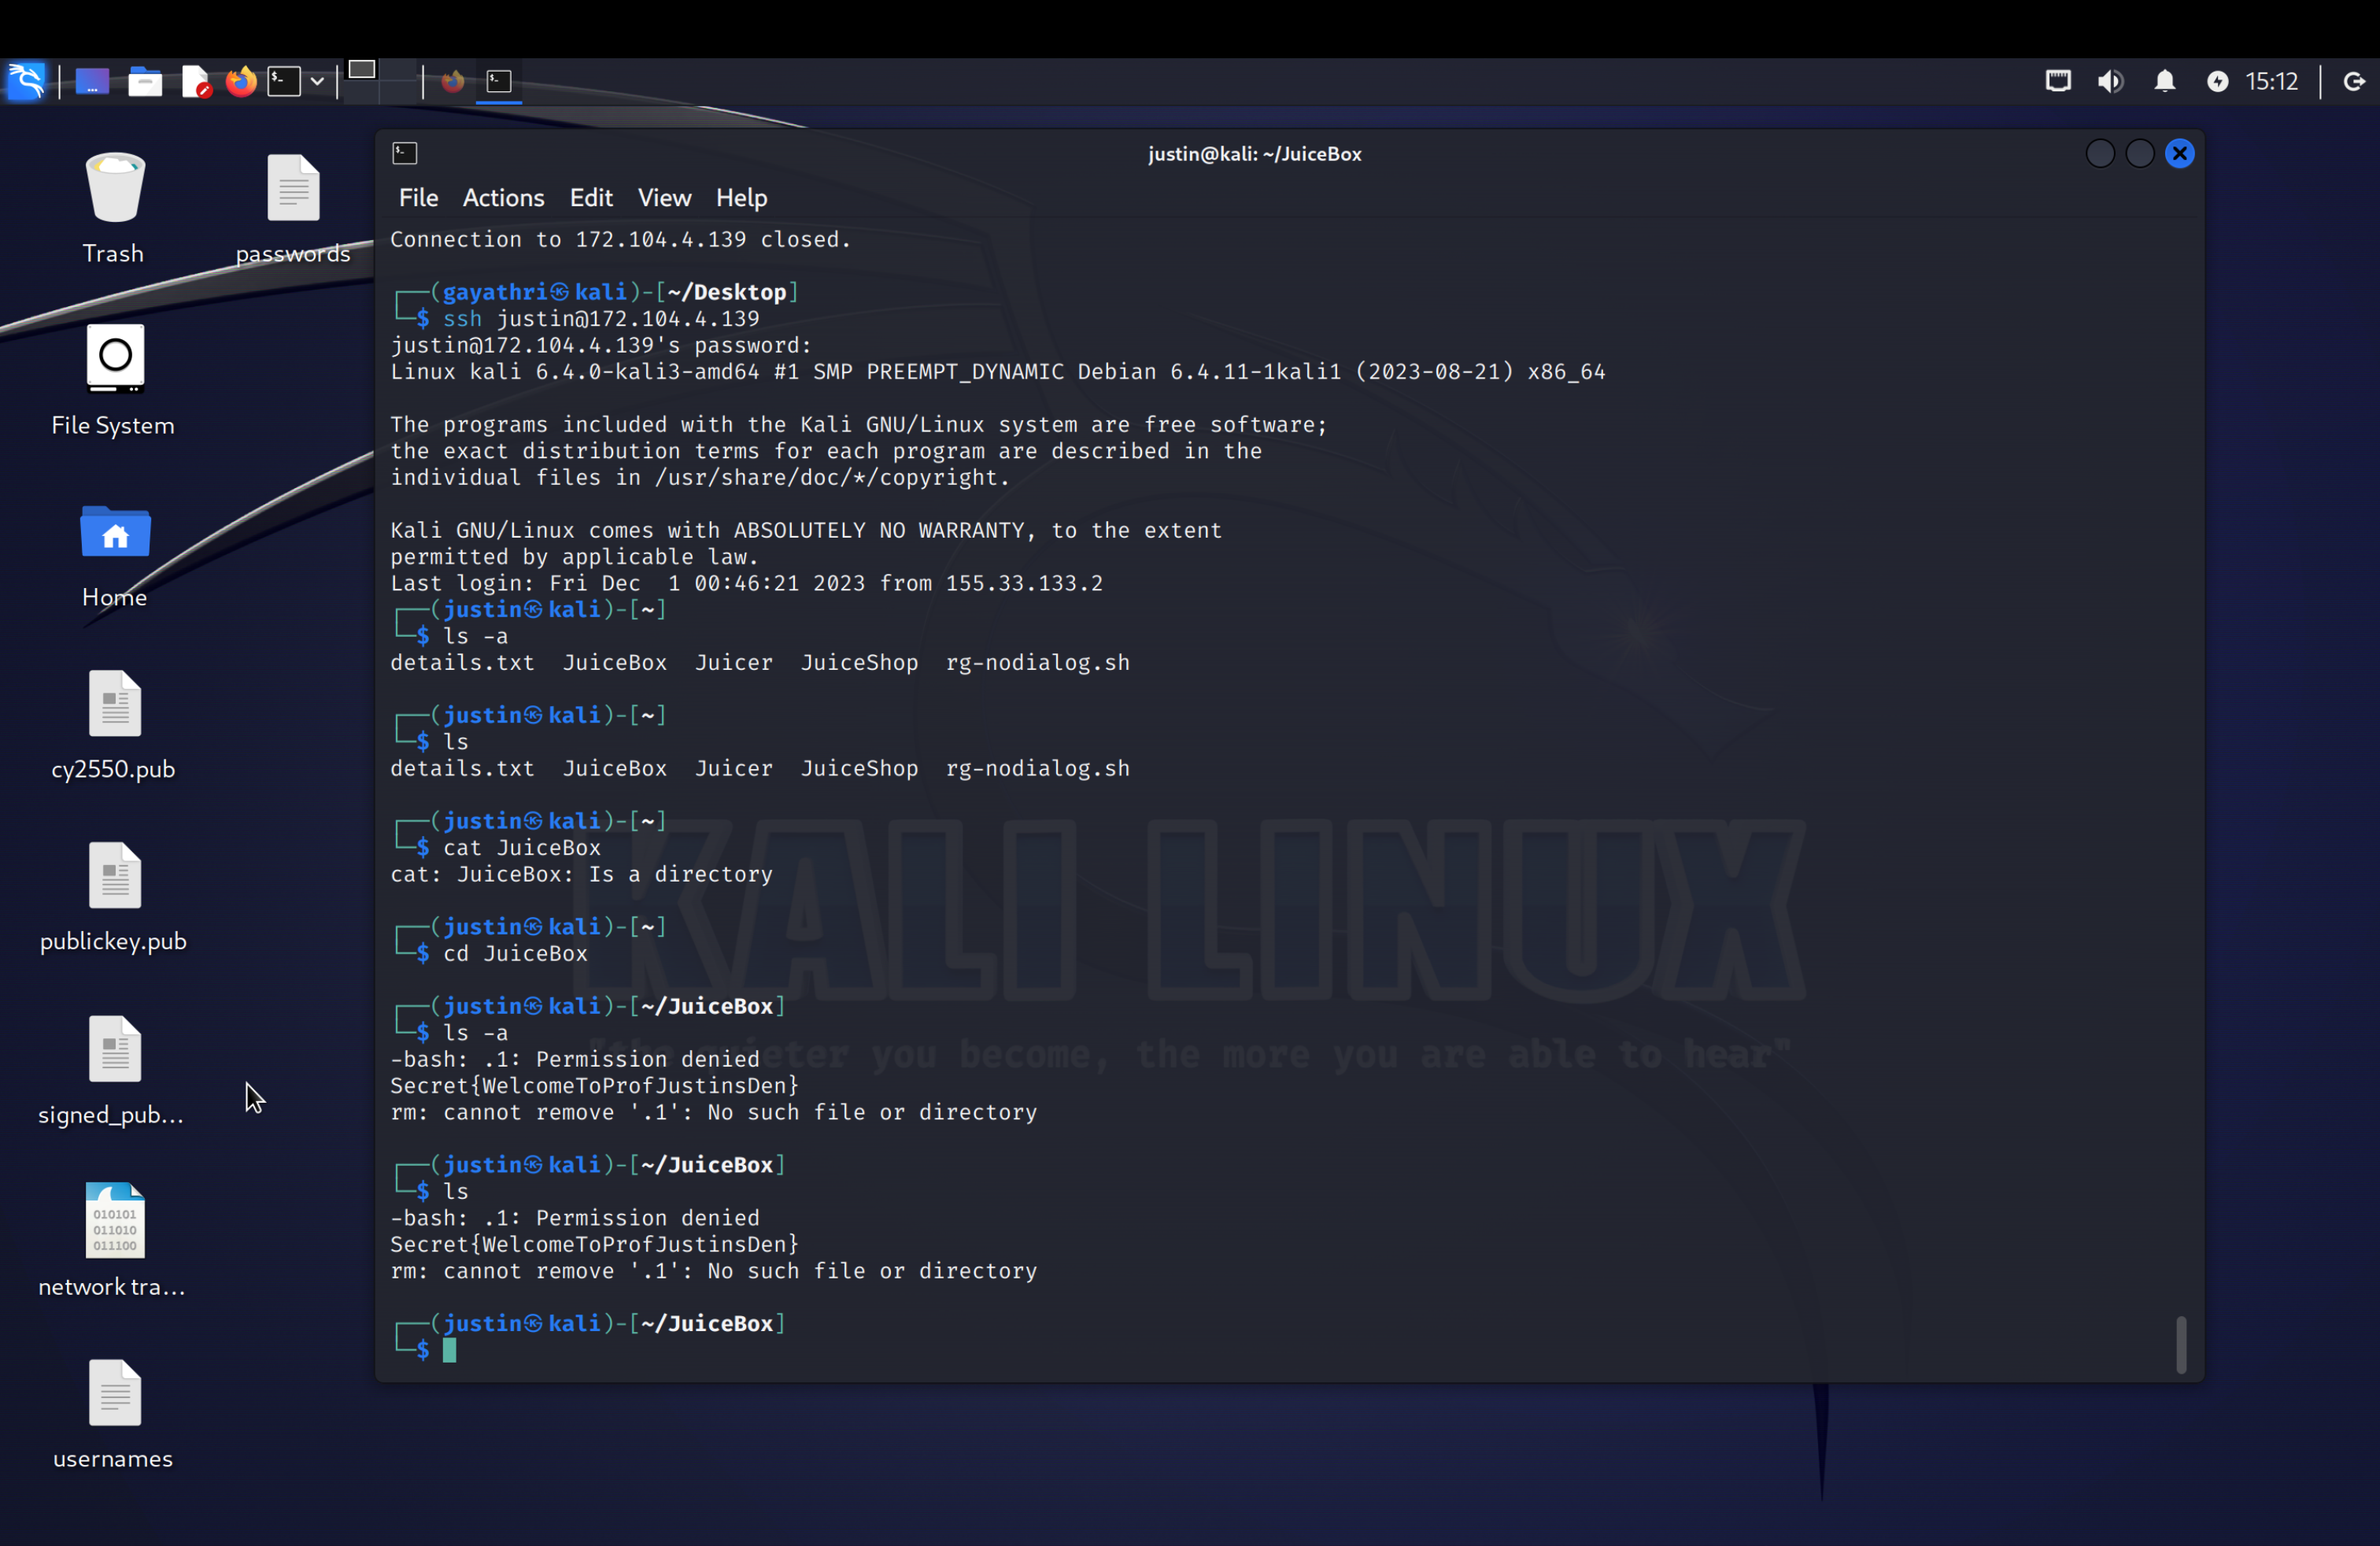 15:12
Trash
passwords
File System
Home
cy2550.pub
publickey.pub
signed_pub...
network tra...
010101
011010
011100
usernames
justin@kali: ~/JuiceBox
File Actions Edit View Help
Connection to 172.104.4.139 closed.
┌──(gayathri㉿kali)-[~/Desktop]
└─$ ssh justin@172.104.4.139
justin@172.104.4.139's password:
Linux kali 6.4.0-kali3-amd64 #1 SMP PREEMPT_DYNAMIC Debian 6.4.11-1kali1 (2023-08-21) x86_64
The programs included with the Kali GNU/Linux system are free software;
the exact distribution terms for each program are described in the
individual files in /usr/share/doc/*/copyright.
Kali GNU/Linux comes with ABSOLUTELY NO WARRANTY, to the extent
permitted by applicable law.
Last login: Fri Dec  1 00:46:21 2023 from 155.33.133.2
┌──(justin㉿kali)-[~]
└─$ ls -a
details.txt  JuiceBox  Juicer  JuiceShop  rg-nodialog.sh
┌──(justin㉿kali)-[~]
└─$ ls
details.txt  JuiceBox  Juicer  JuiceShop  rg-nodialog.sh
┌──(justin㉿kali)-[~]
└─$ cat JuiceBox
cat: JuiceBox: Is a directory
┌──(justin㉿kali)-[~]
└─$ cd JuiceBox
┌──(justin㉿kali)-[~/JuiceBox]
└─$ ls -a
-bash: .1: Permission denied
Secret{WelcomeToProfJustinsDen}
rm: cannot remove '.1': No such file or directory
┌──(justin㉿kali)-[~/JuiceBox]
└─$ ls
-bash: .1: Permission denied
Secret{WelcomeToProfJustinsDen}
rm: cannot remove '.1': No such file or directory
┌──(justin㉿kali)-[~/JuiceBox]
└─$
KALI LINUX
"the quieter you become, the more you are able to hear"